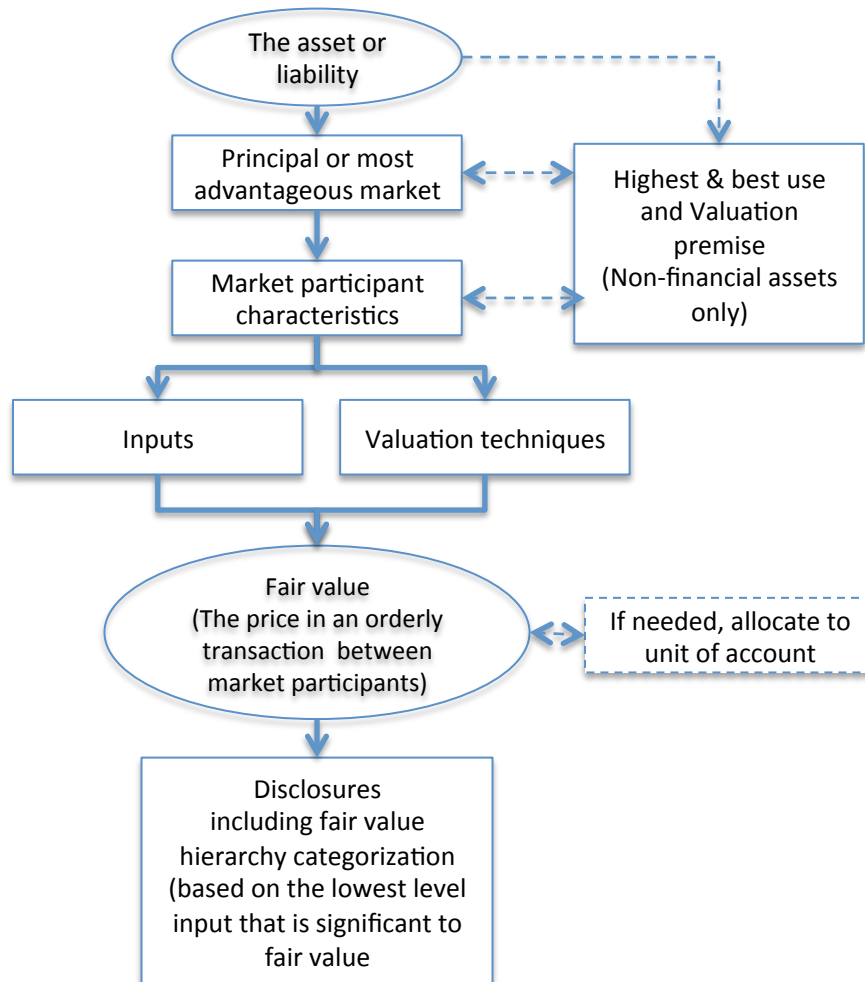 The asset or
liability
Principal or most
advantageous market
Highest & best use
and Valuation
premise
(Non-financial assets
only)
Market participant
characteristics
Inputs
Valuation techniques
Fair value
(The price in an orderly
transaction between
market participants)
If needed, allocate to
unit of account
Disclosures
including fair value
hierarchy categorization
(based on the lowest level
input that is significant to
fair value